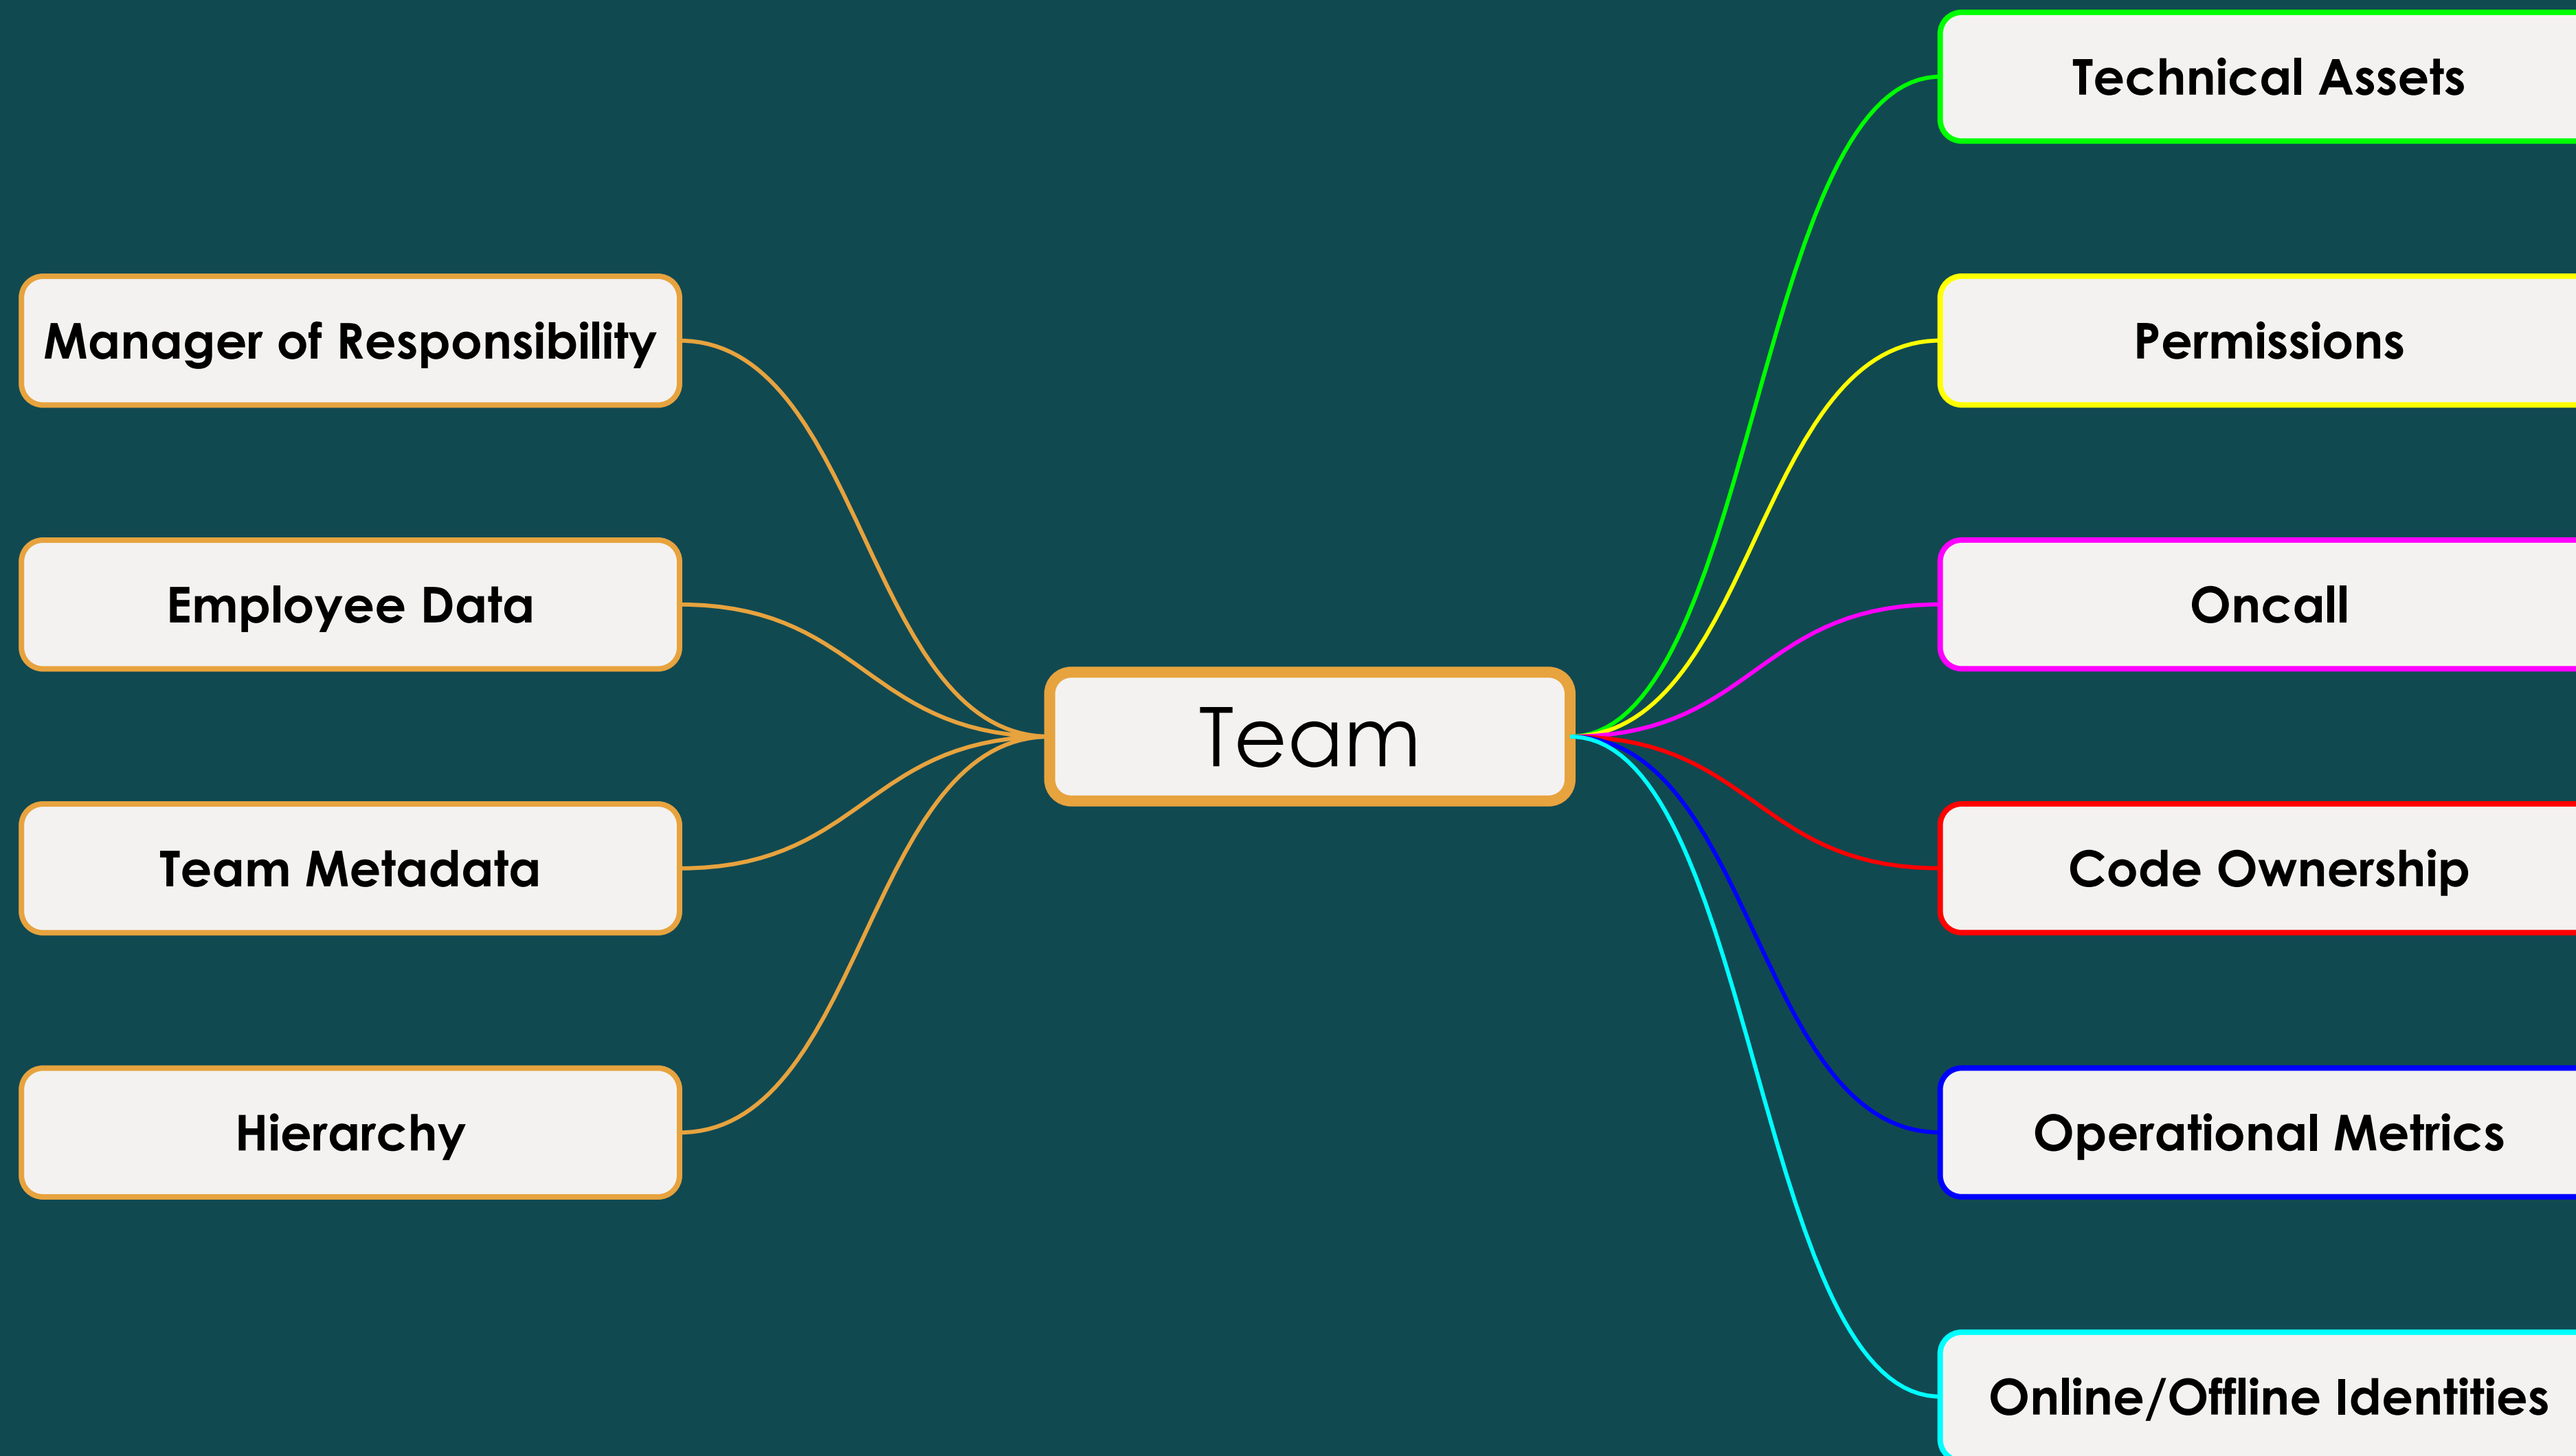 Technical Assets
Manager of Responsibility
Permissions
Employee Data
Oncall
Team
Team Metadata
Code Ownership
Hierarchy
Operational Metrics
Online/Offline Identities